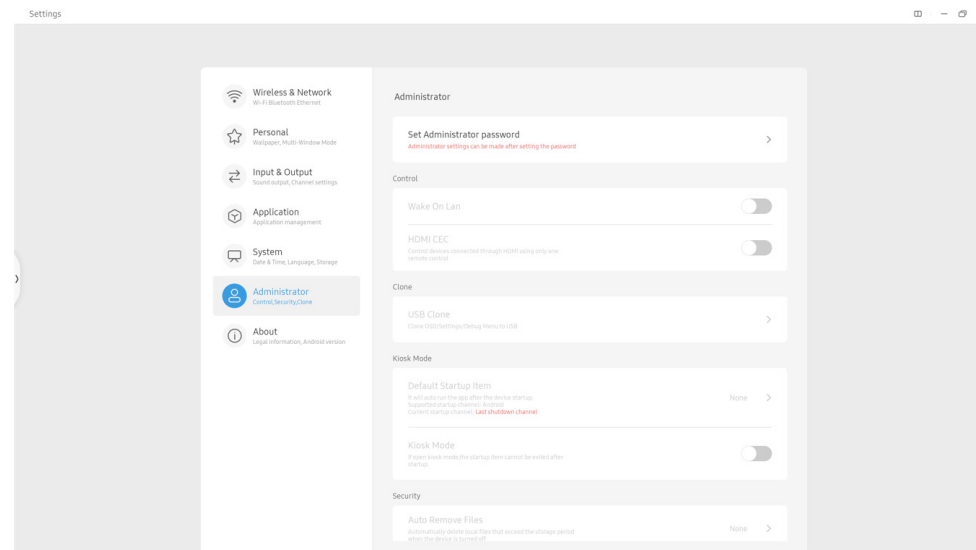 Settings
Wireless & Network
Wi-Fi Bluetooth Ethernet
Personal
Wallpaper, Multi-Window Mode
Input & Output
Sound output, Channel settings
Application
Application management
System
Date & Time, Language, Storage
Administrator
Control,Security,Clone
About
Legal Information, Android version
Administrator
Set Administrator password
Administrator settings can be made after setting the password
Control
Wake On Lan
HDMI CEC
Control devices connected through HDMI using only one
remote control
Clone
USB Clone
Clone OSD/Settings/Debug Menu to USB
Kiosk Mode
Default Startup Item
It will auto run the app after the device startup.
Supported startup channel: Android
Current startup channel: Last shutdown channel
None
Kiosk Mode
If open kiosk mode,the startup item cannot be exited after
startup
Security
Auto Remove Files
Automatically delete local files that exceed the storage period
when the device is turned off
None